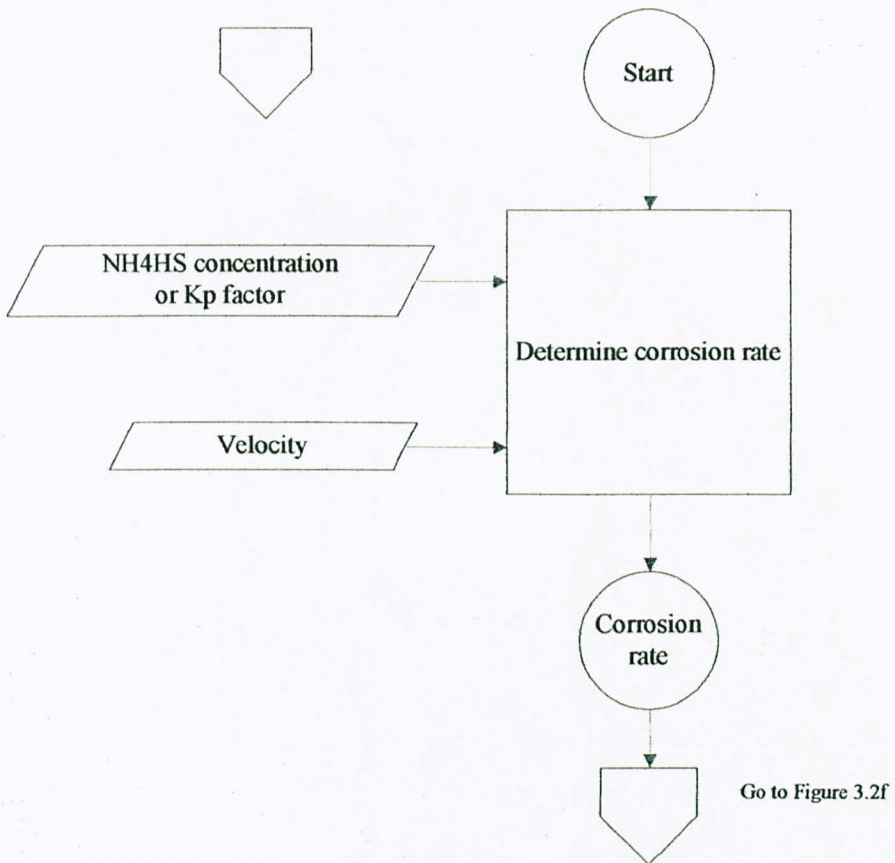 Start
NH4HS concentration
or Kp factor
Determine corrosion rate
Velocity
Corrosion
rate
Go to Figure 3.2f